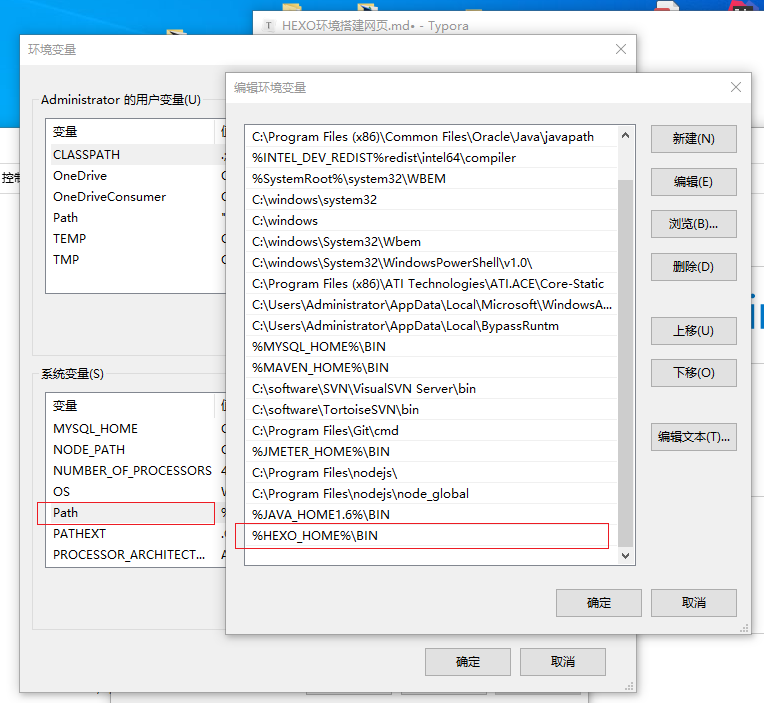 HEXO环境搭建网页.md• - Typora
环境变量
编辑环境变量
Administrator 的用户变量(U)
变量
CLASSPATH
OneDrive
OneDriveConsumer
Path
TEMP
TMP
系统变量(S)
变量
MYSQL_HOME
NODE_PATH
NUMBER_OF_PROCESSORS 4
OS
Path
PATHEXT
PROCESSOR_ARCHITECT...
C:\Program Files (x86)\Common Files\Oracle\Java\javapath
%INTEL_DEV_REDIST%redist\intel64\compiler
%SystemRoot%\system32\WBEM
C:\windows\system32
C:\windows
C:\windows\System32\Wbem
C:\windows\System32\WindowsPowerShell\v1.0\
C:\Program Files (x86)\ATI Technologies\ATI.ACE\Core-Static
C:\Users\Administrator\AppData\Local\Microsoft\WindowsA...
C:\Users\Administrator\AppData\Local\BypassRuntm
%MYSQL_HOME%\BIN
%MAVEN_HOME%\BIN
C:\software\SVN\VisualSVN Server\bin
C:\software\TortoiseSVN\bin
C:\Program Files\Git\cmd
%JMETER_HOME%\BIN
C:\Program Files\nodejs\
C:\Program Files\nodejs\node_global
%JAVA_HOME1.6%\BIN
%HEXO_HOME%\BIN
新建(N)
编辑(E)
浏览(B)...
删除(D)
上移(U)
下移(O)
编辑文本(T)...
确定
取消
确定
取消